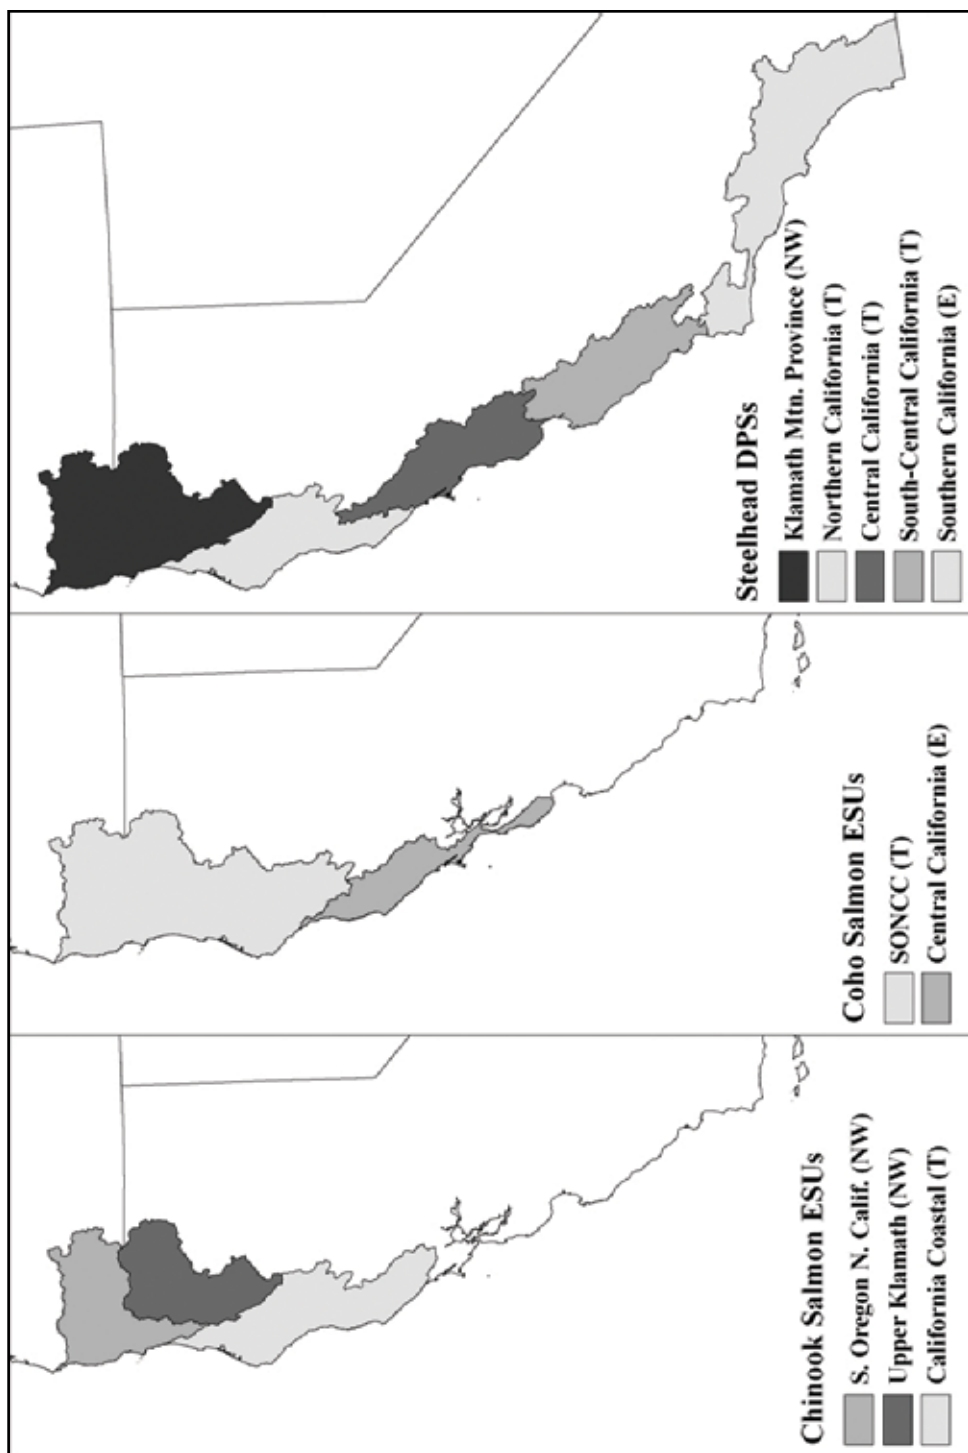 Chinook Salmon ESUs
S. Oregon N. Calif. (NW)
Upper Klamath (NW)
California Coastal (T)
Coho Salmon ESUs
SONCC (T)
Central California (E)
Steelhead DPSs
Klamath Mtn. Province (NW)
Northern California (T)
Central California (T)
South-Central California (T)
Southern California (E)